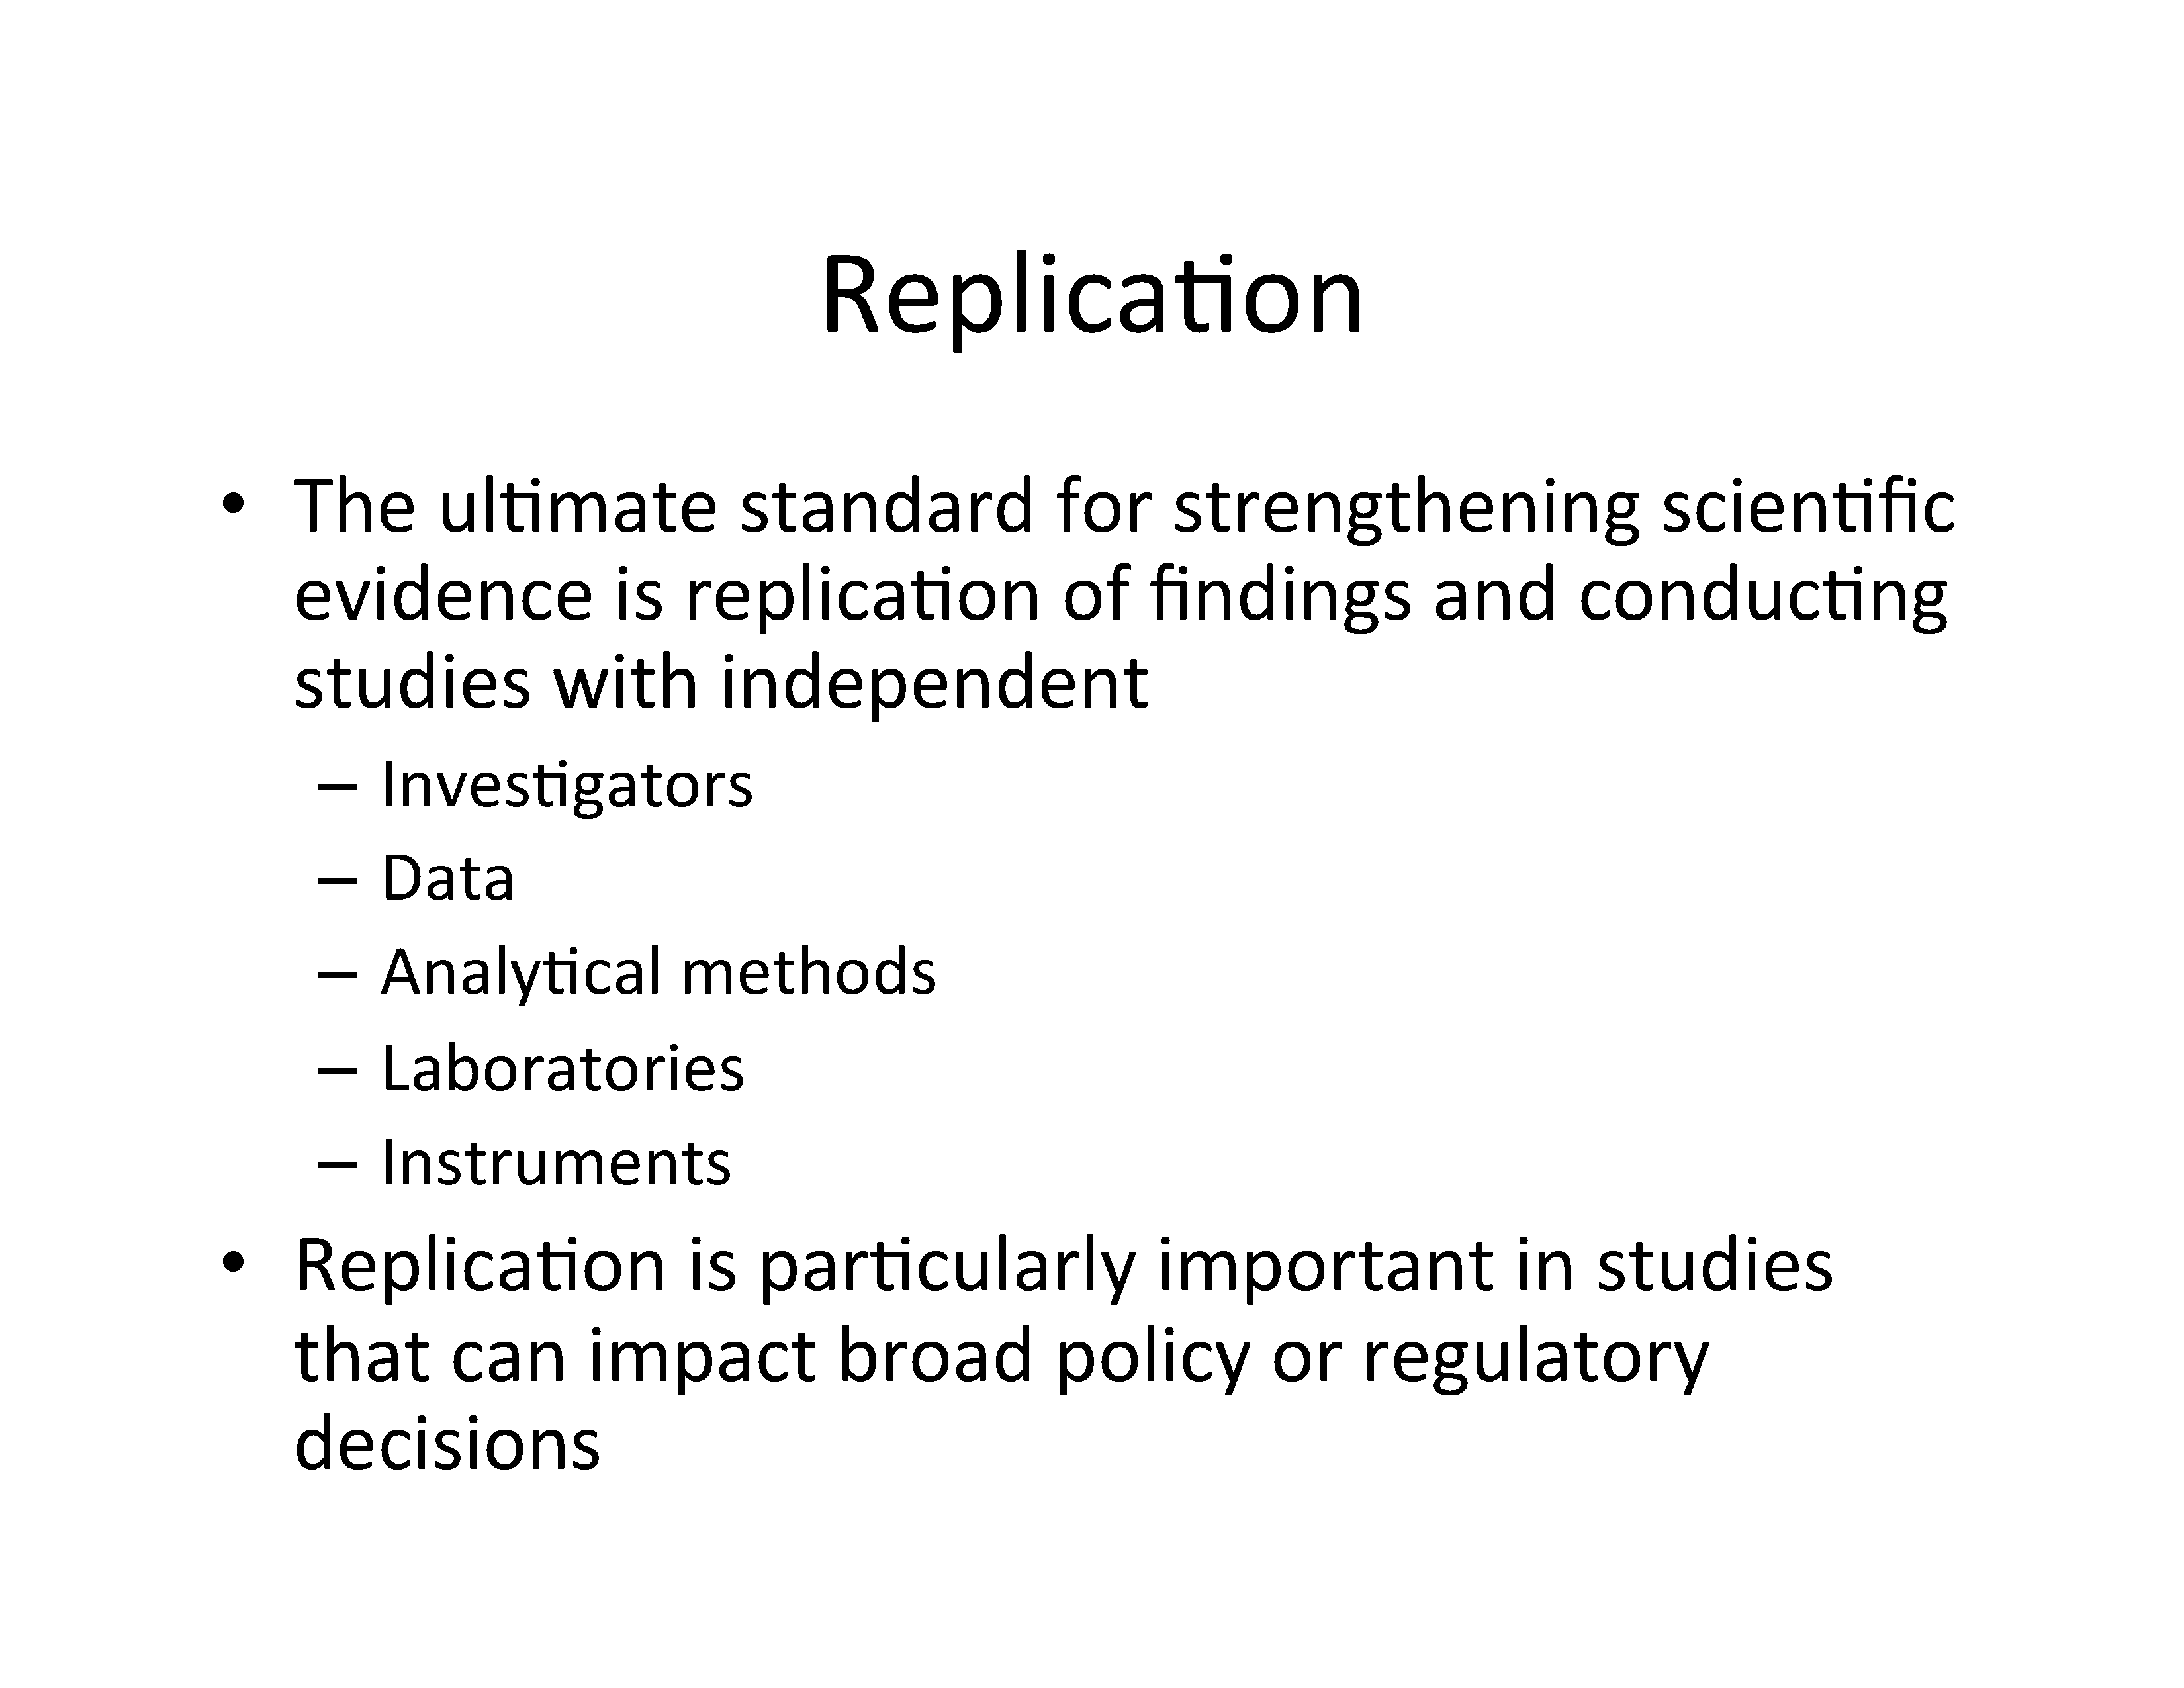 Replication
• The ultimate standard for strengthening scientific
evidence is replication of findings and conducting
studies with independent
– Investigators
– Data
– Analytical methods
– Laboratories
– Instruments
• Replication is particularly important in studies
that can impact broad policy or regulatory
decisions